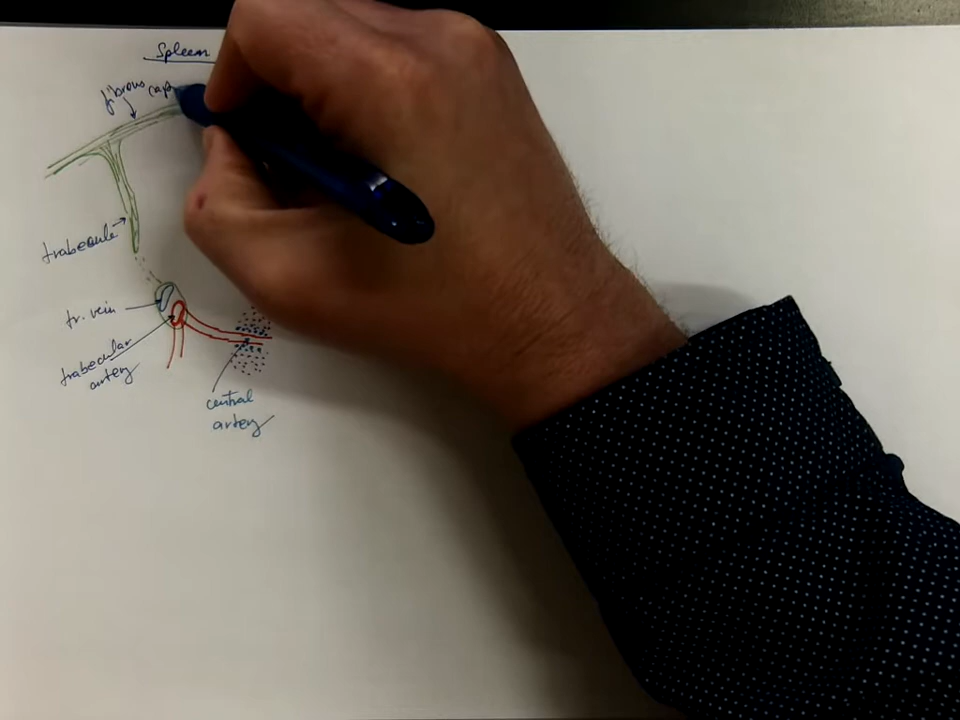 Spleen
fibrous cap
trabecule
tr. vein
trabecular
artery
central
artery